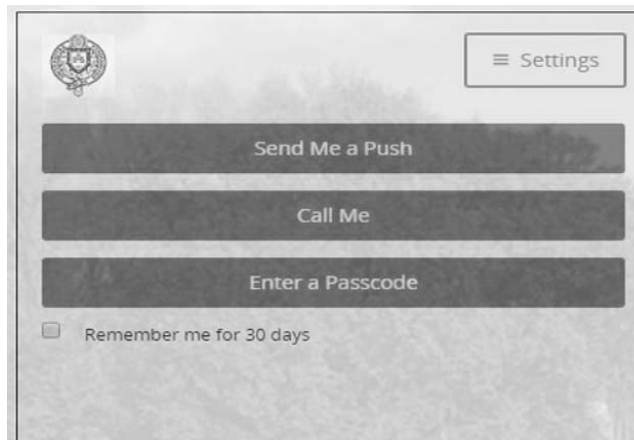 ≡ Settings
Send Me a Push
Call Me
Enter a Passcode
Remember me for 30 days